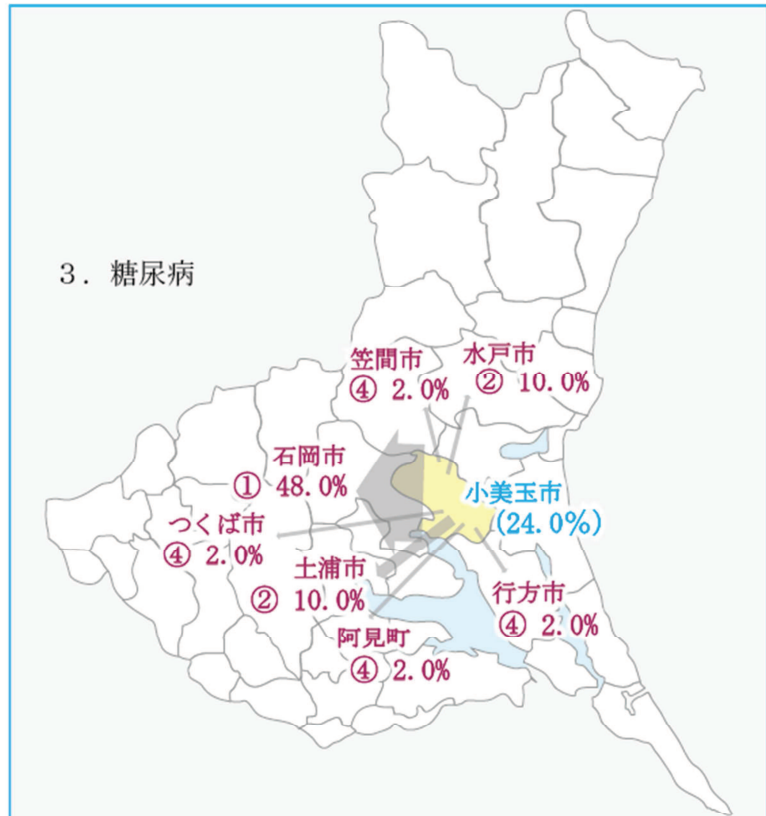 ３．糖尿病
笠間市
④ 2.0%
水戸市
② 10.0%
石岡市
① 48.0%
小美玉市
(24.0%)
つくば市
④ 2.0%
土浦市
② 10.0%
行方市
④ 2.0%
阿見町
④ 2.0%